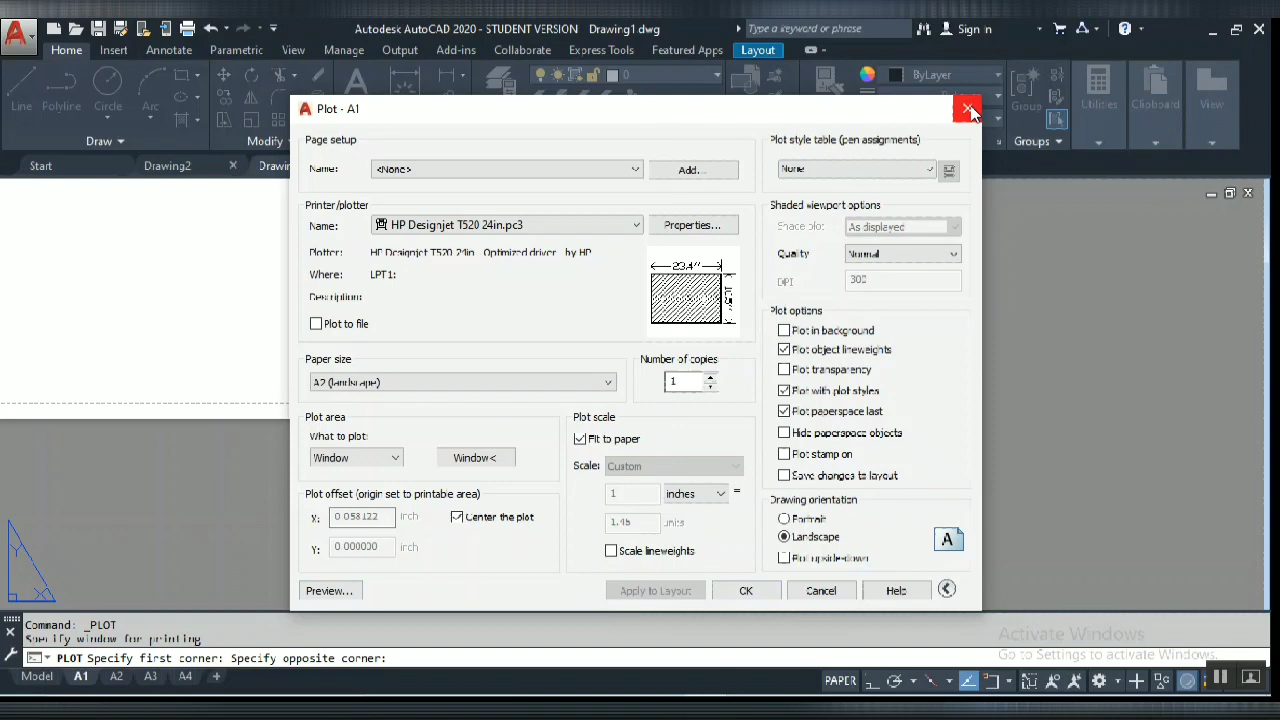 Autodesk AutoCAD 2020 - STUDENT VERSION Drawing1.dwg
Type a keyword or phrase
Sign In
Home Insert Annotate Parametric View Manage Output Add-ins Collaborate Express Tools Featured Apps Layout
Line Polyline Circle Arc
0
ByLayer
Group Utilities Clipboard View
Draw Modify Groups
Start Drawing2
Plot - A1
Page setup
Name: <None> Add...
Printer/plotter
Name: HP Designjet T520 24in.pc3 Properties...
Plotter: HP Designjet T520 24in Optimized driver by HP
Where: LPT1:
Description:
Plot to file
23.4''
Paper size
A2 (landscape)
Number of copies
1
Plot area
What to plot:
Window Window<
Plot offset (origin set to printable area)
X: 0.058122 inch Center the plot
Y: 0.000000 inch
Plot scale
Fit to paper
Scale: Custom
1 inches =
1.45 units
Scale lineweights
Plot style table (pen assignments)
None
Shaded viewport options
Shade plot As displayed
Quality Normal
DPI 300
Plot options
Plot in background
Plot object lineweights
Plot transparency
Plot with plot styles
Plot paperspace last
Hide paperspace objects
Plot stamp on
Save changes to layout
Drawing orientation
Portrait
Landscape
Plot upside-down
A
Preview... Apply to Layout OK Cancel Help
Y
X
Command: _PLOT
Specify window for printing
PLOT Specify first corner: Specify opposite corner:
Activate Windows
Go to Settings to activate Windows.
Model A1 A2 A3 A4 +
PAPER